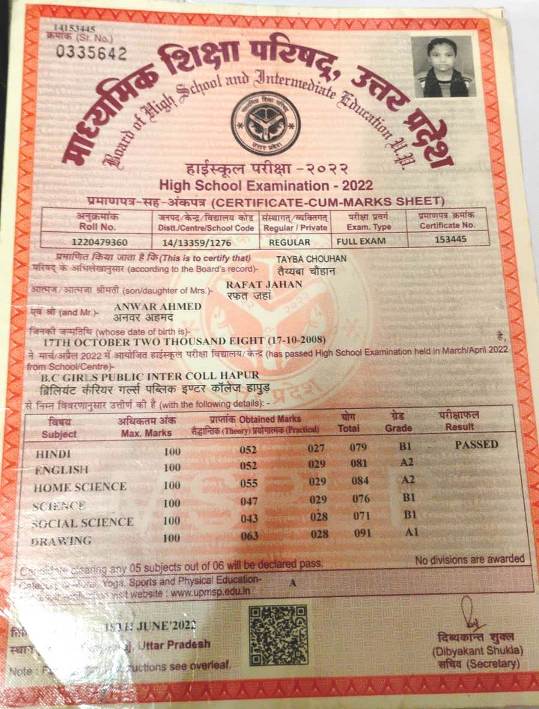 14153445
क्रमांक (Sr. No.)
0335642
माध्यमिक शिक्षा परिषद्, उत्तर प्रदेश
Board of High School and Intermediate Education U.P.
हाईस्कूल परीक्षा -२०२२
High School Examination - 2022
प्रमाणपत्र-सह-अंकपत्र (CERTIFICATE-CUM-MARKS SHEET)
अनुक्रमांक जनपद/केन्द्र/विद्यालय कोड संस्थागत/व्यक्तिगत परीक्षा प्रवर्ग प्रमाणपत्र क्रमांक
Roll No. Distt./Centre/School Code Regular / Private Exam. Type Certificate No.
1220479360 14/13359/1276 REGULAR FULL EXAM 153445
प्रमाणित किया जाता है कि (This is to certify that) TAYBA CHOUHAN
परिषद के अभिलेखानुसार (according to the Board's record)- तैय्यबा चौहान
आत्मज/आत्मजा श्रीमती (son/daughter of Mrs.)- RAFAT JAHAN
रफत जहां
एवं श्री (and Mr.)- ANWAR AHMED
अनवर अहमद
जिनकी जन्मतिथि (whose date of birth is)-
17TH OCTOBER TWO THOUSAND EIGHT (17-10-2008) है,
ने मार्च/अप्रैल 2022 में आयोजित हाईस्कूल परीक्षा विद्यालय/केन्द्र (has passed High School Examination held in March/April 2022
from School/Centre)-
B.C GIRLS PUBLIC INTER COLL HAPUR
ब्रिलियंट कॅरियर गर्ल्स पब्लिक इण्टर कॉलेज हापुड़
से निम्न विवरणानुसार उत्तीर्ण की है (with the following details):-
विषय अधिकतम अंक प्राप्तांक Obtained Marks योग ग्रेड परीक्षाफल
Subject Max. Marks सैद्धान्तिक (Theory) प्रयोगात्मक (Practical) Total Grade Result
HINDI 100 052 027 079 B1 PASSED
ENGLISH 100 052 029 081 A2
HOME SCIENCE 100 055 029 084 A2
SCIENCE 100 047 029 076 B1
SOCIAL SCIENCE 100 043 028 071 B1
DRAWING 100 063 028 091 A1
clearing any 05 subjects out of 06 will be declared pass. No divisions are awarded
Yoga, Sports and Physical Education- A
visit website : www.upmsp.edu.in
15TH JUNE'2022
Uttar Pradesh
दिब्यकान्त शुक्ल
(Dibyakant Shukla)
सचिव (Secretary)
Note : see overleaf.